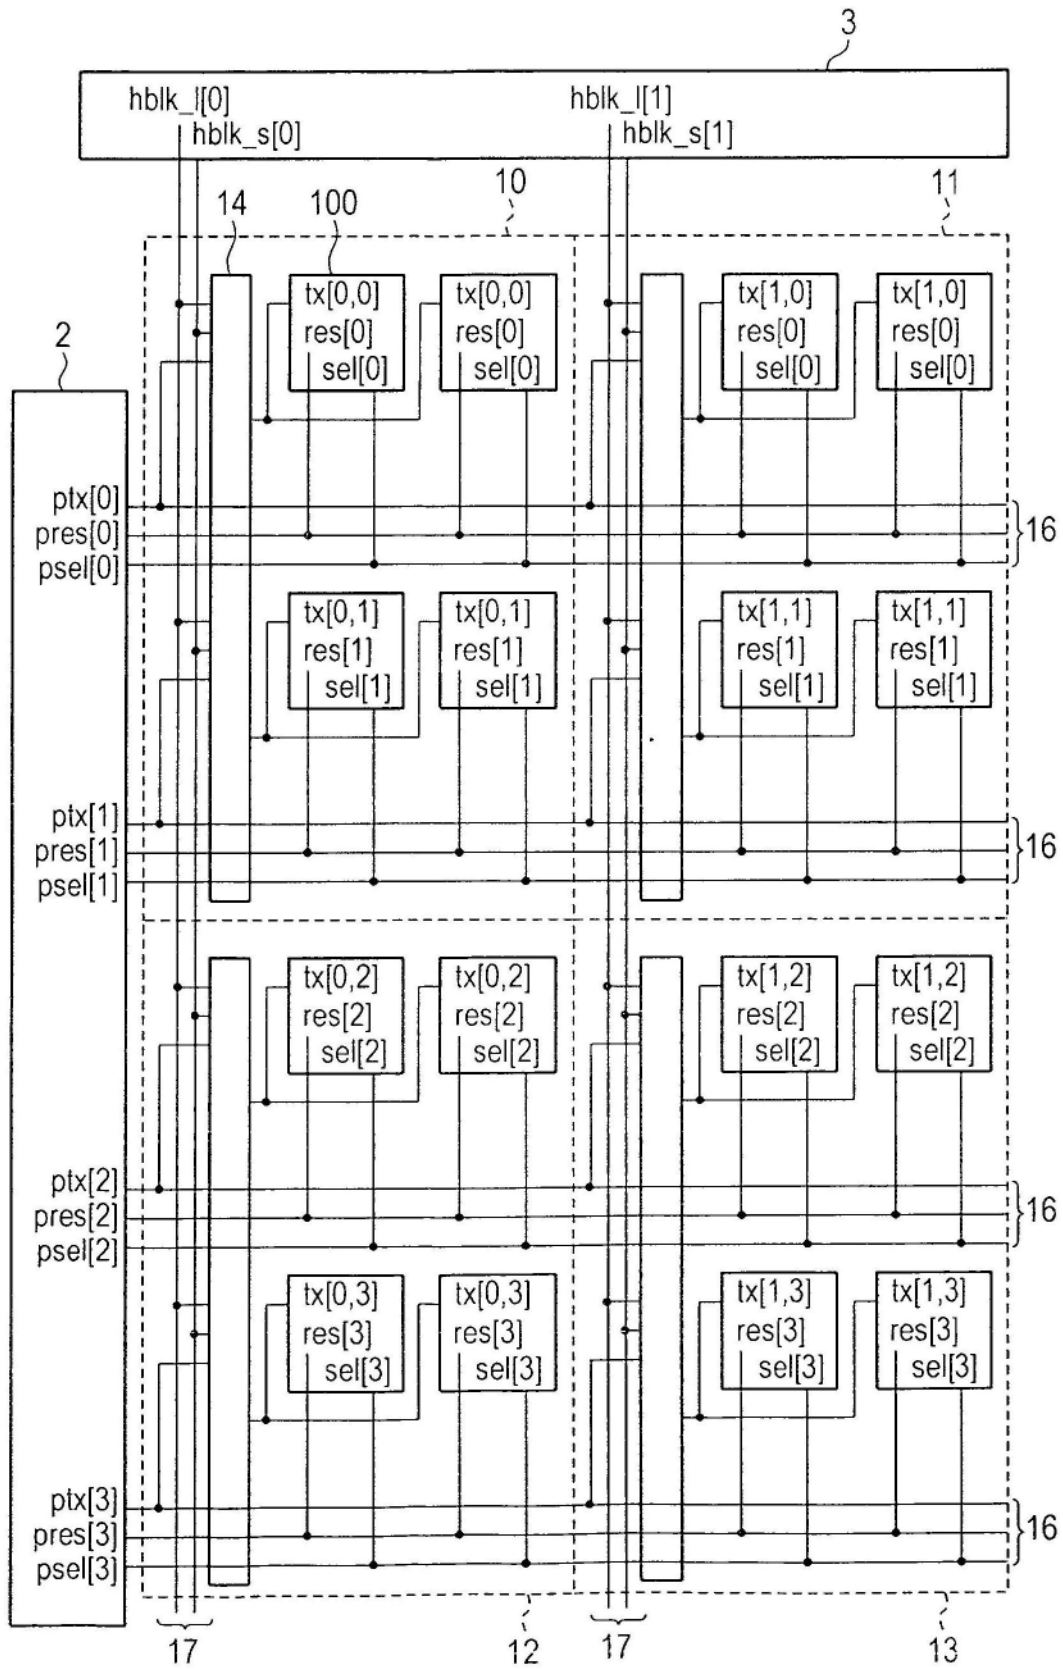 3
hblk_l[0]
hblk_l[1]
hblk_s[0]
hblk_s[1]
10
11
14
100
2
tx[0,0]
tx[0,0]
tx[1,0]
tx[1,0]
res[0]
res[0]
res[0]
res[0]
sel[0]
sel[0]
sel[0]
sel[0]
ptx[0]
pres[0]
16
psel[0]
tx[0,1]
tx[0,1]
tx[1,1]
tx[1,1]
res[1]
res[1]
res[1]
res[1]
sel[1]
sel[1]
sel[1]
sel[1]
ptx[1]
pres[1]
16
psel[1]
tx[0,2]
tx[0,2]
tx[1,2]
tx[1,2]
res[2]
res[2]
res[2]
res[2]
sel[2]
sel[2]
sel[2]
sel[2]
ptx[2]
pres[2]
16
psel[2]
tx[0,3]
tx[0,3]
tx[1,3]
tx[1,3]
res[3]
res[3]
res[3]
res[3]
sel[3]
sel[3]
sel[3]
sel[3]
ptx[3]
pres[3]
16
psel[3]
17
12
17
13